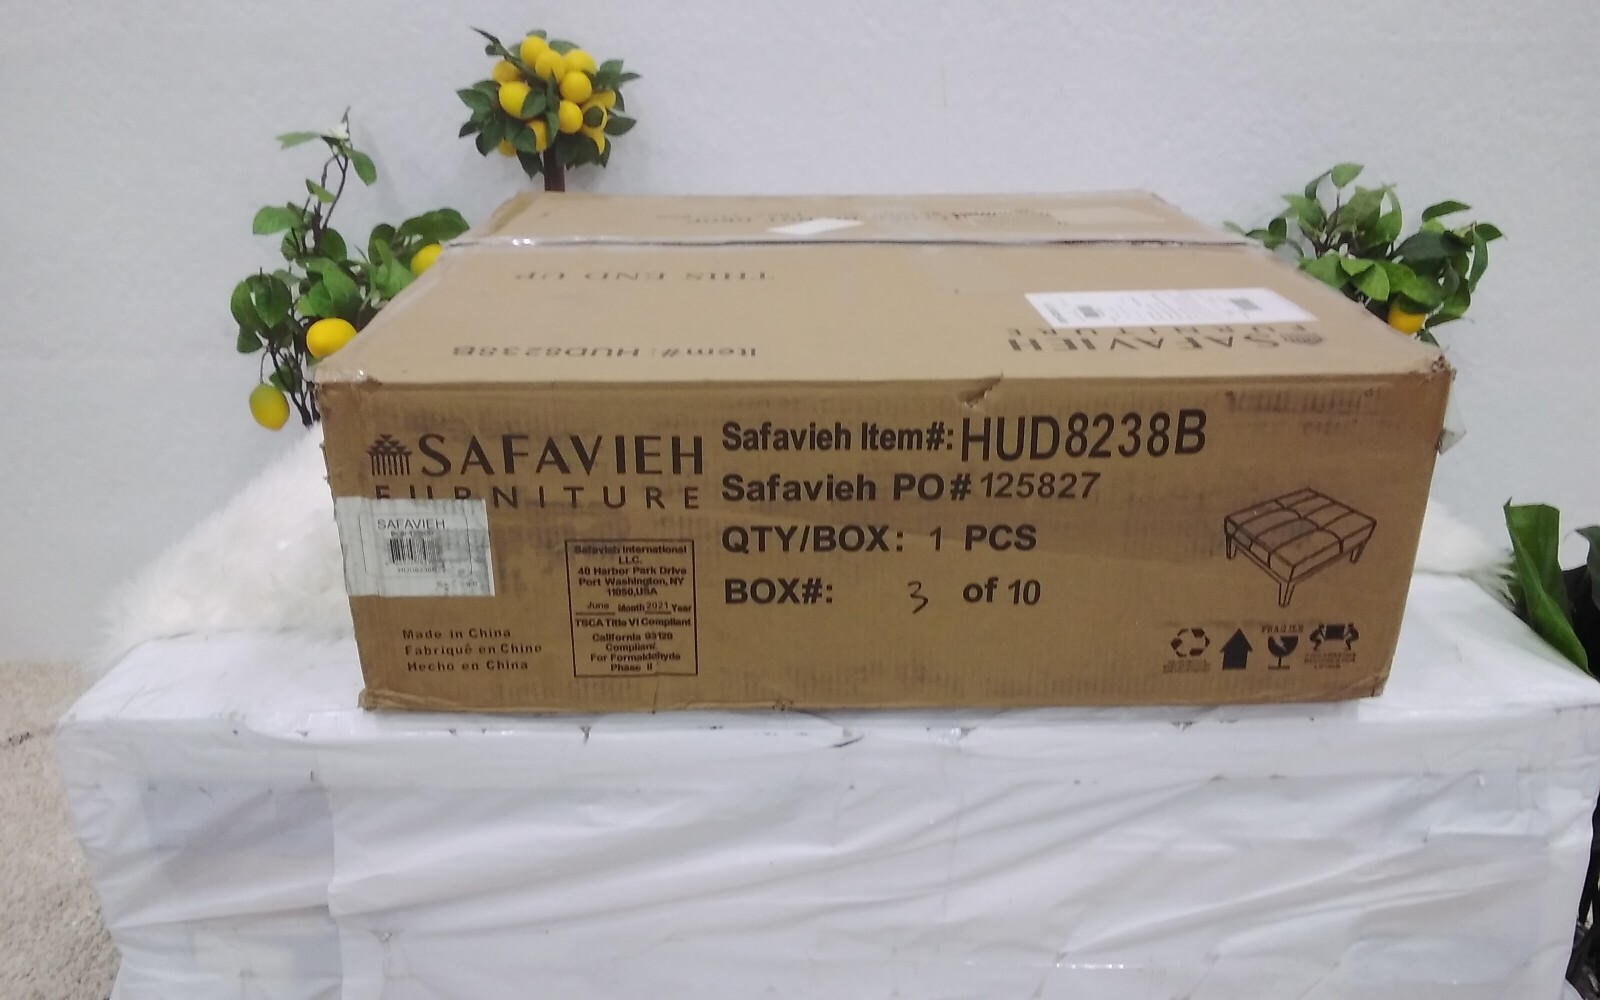 THIS END UP
Item#: HUD8238B
SAFAVIEH
FURNITURE
SAFAVIEH
FURNITURE
SAFAVIEH
Safavieh Item#: HUD8238B
Safavieh PO# 125827
QTY/BOX: 1 PCS
BOX#: 3 of 10
Safavieh International
LLC.
40 Harbor Park Drive
Port Washington, NY
11050,USA
June Month 2021 Year
TSCA Title VI Compliant
California 93120
Compliant
For Formaldehyde
Phase II
Made in China
Fabriqué en Chine
Hecho en China
FRAGILE